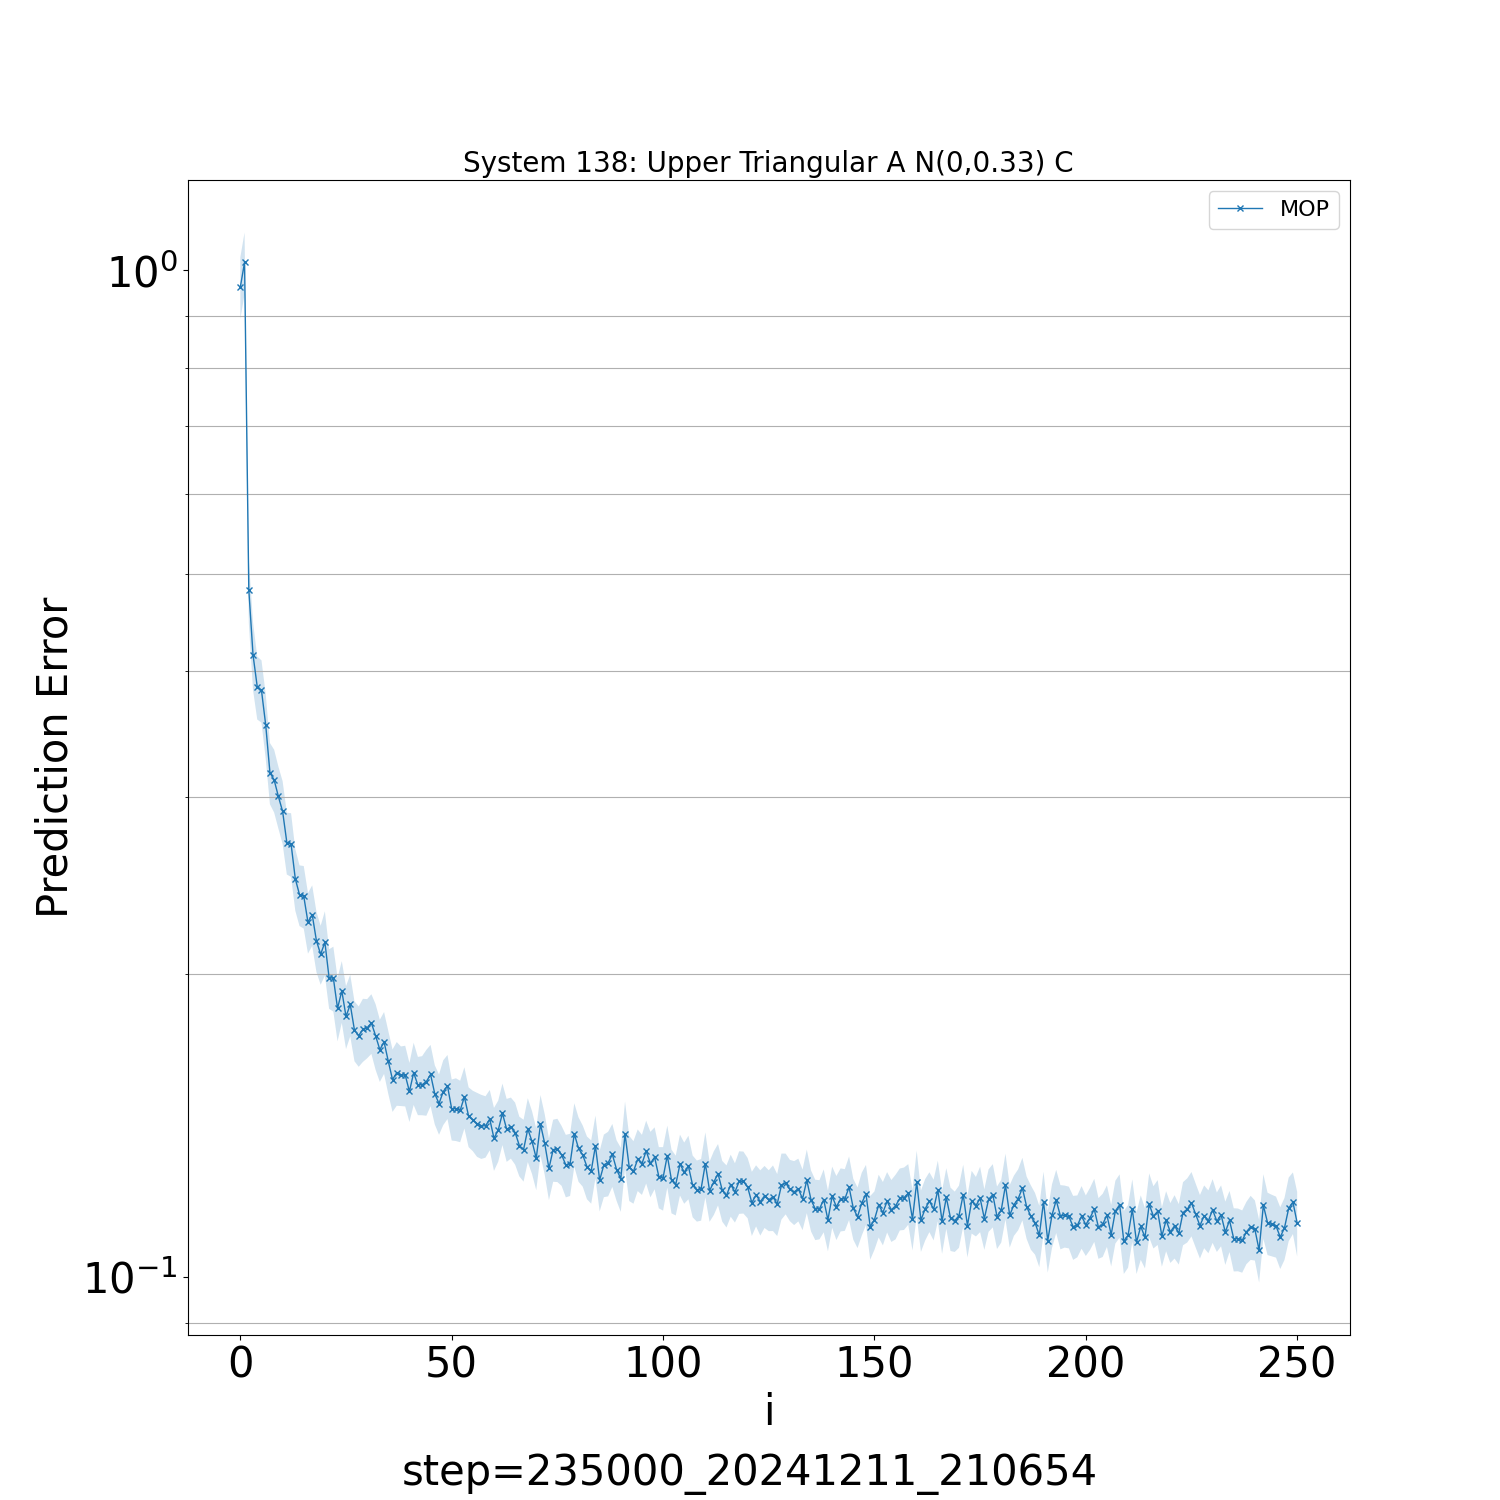 System 138: Upper Triangular A N(0,0.33) C
MOP
10⁰
10⁻¹
Prediction Error
0 50 100 150 200 250
i
step=235000_20241211_210654